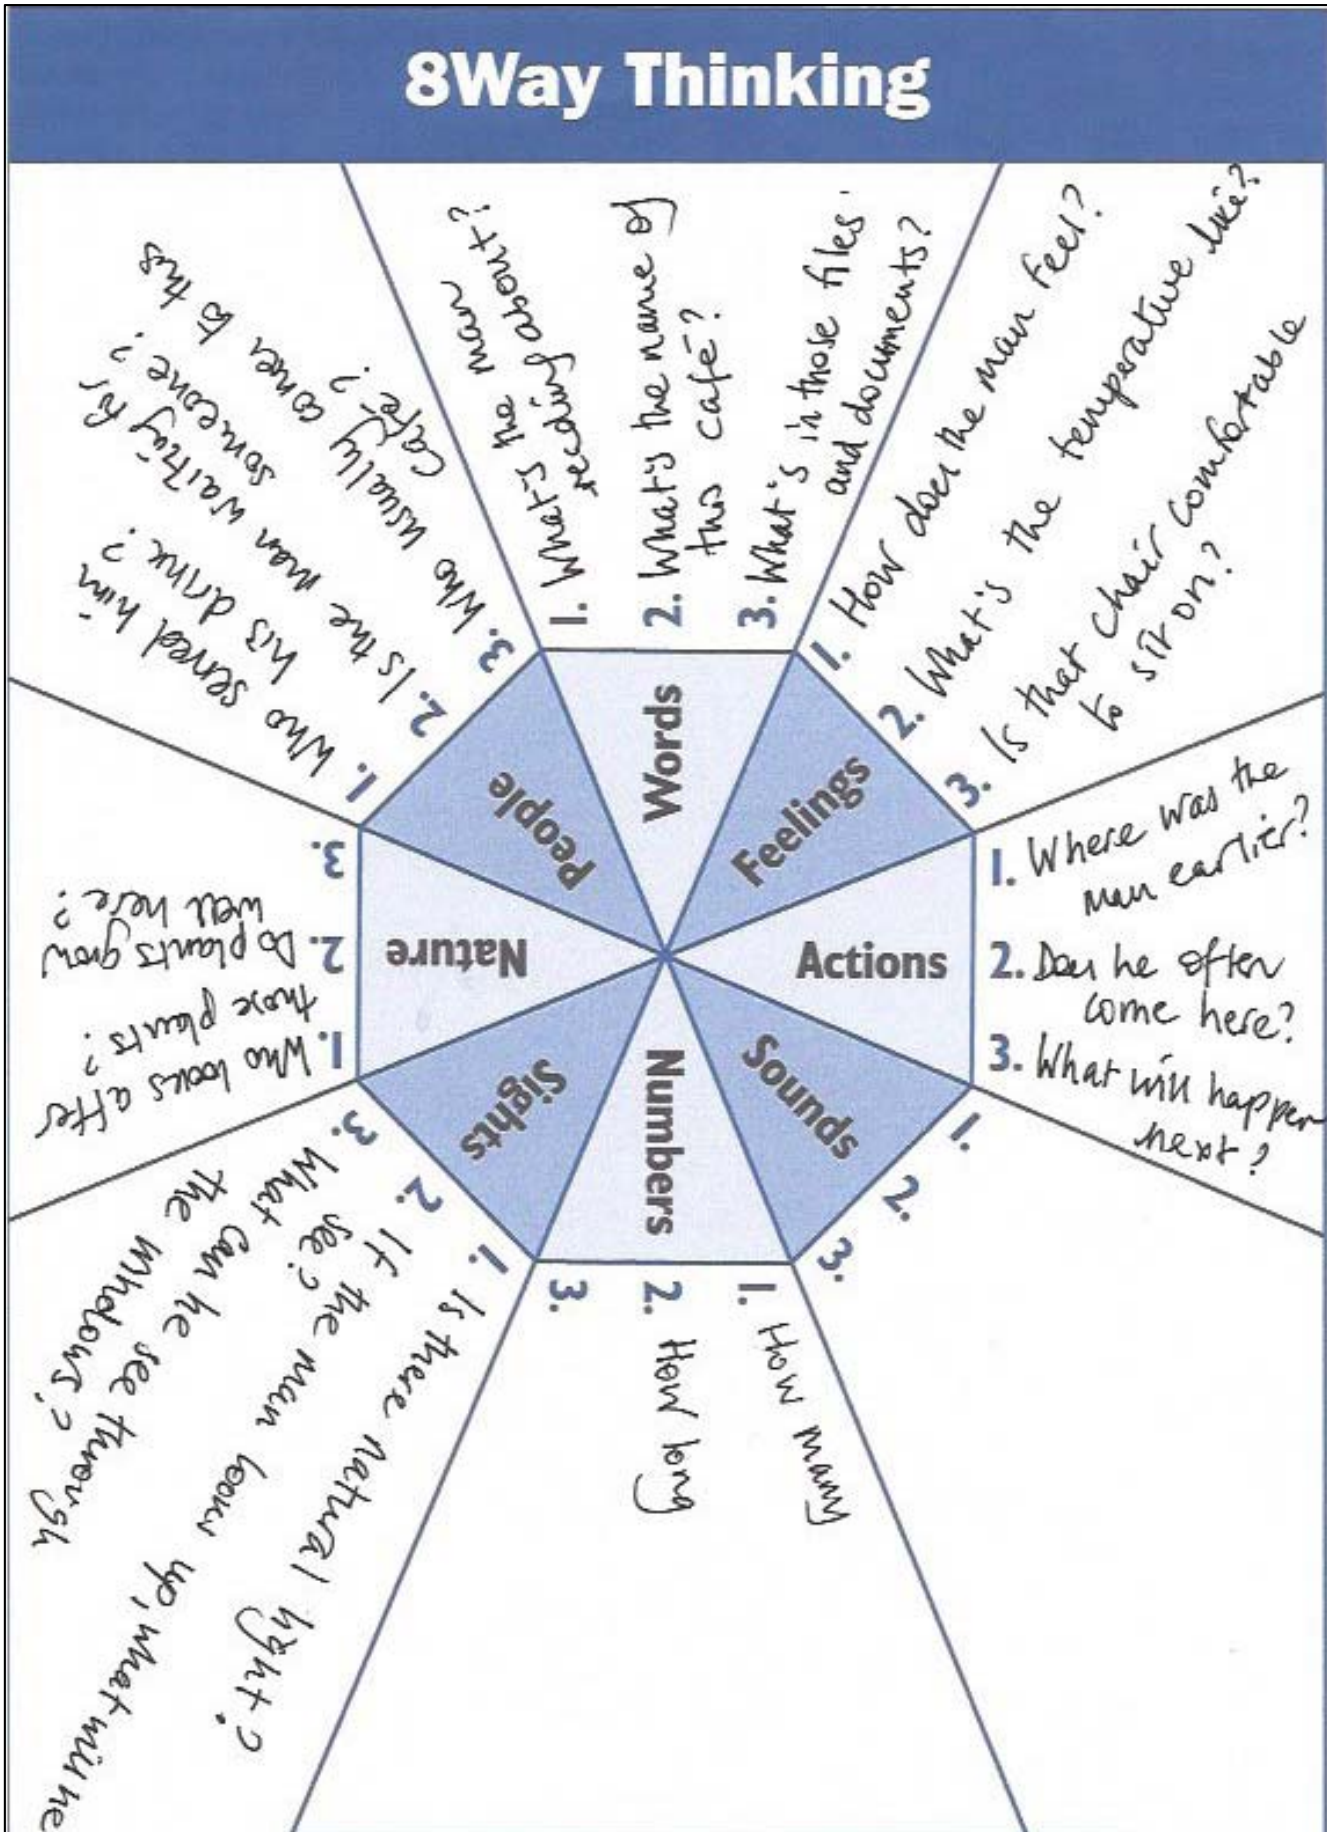 8Way Thinking
Words
1. What's the man
reading about?
2. What's the name of
this café?
3. What's in those files
and documents?
Feelings
1. How does the man feel?
2. What's the temperature like?
3. Is that chair comfortable
to sit on?
Actions
1. Where was the
man earlier?
2. Does he often
come here?
3. What will happen
next?
Sounds
1.
2.
3.
Numbers
1. How many
2. How long
3.
Sights
1. Is there natural light?
2. If the man looks up, what will he
see?
3. What can he see through
the windows?
Nature
1. Who looks after
those plants?
2. Do plants grow
well here?
3.
People
1. Who served him
his drink?
2. Is the man waiting for
someone?
3. Who usually comes to this
café?